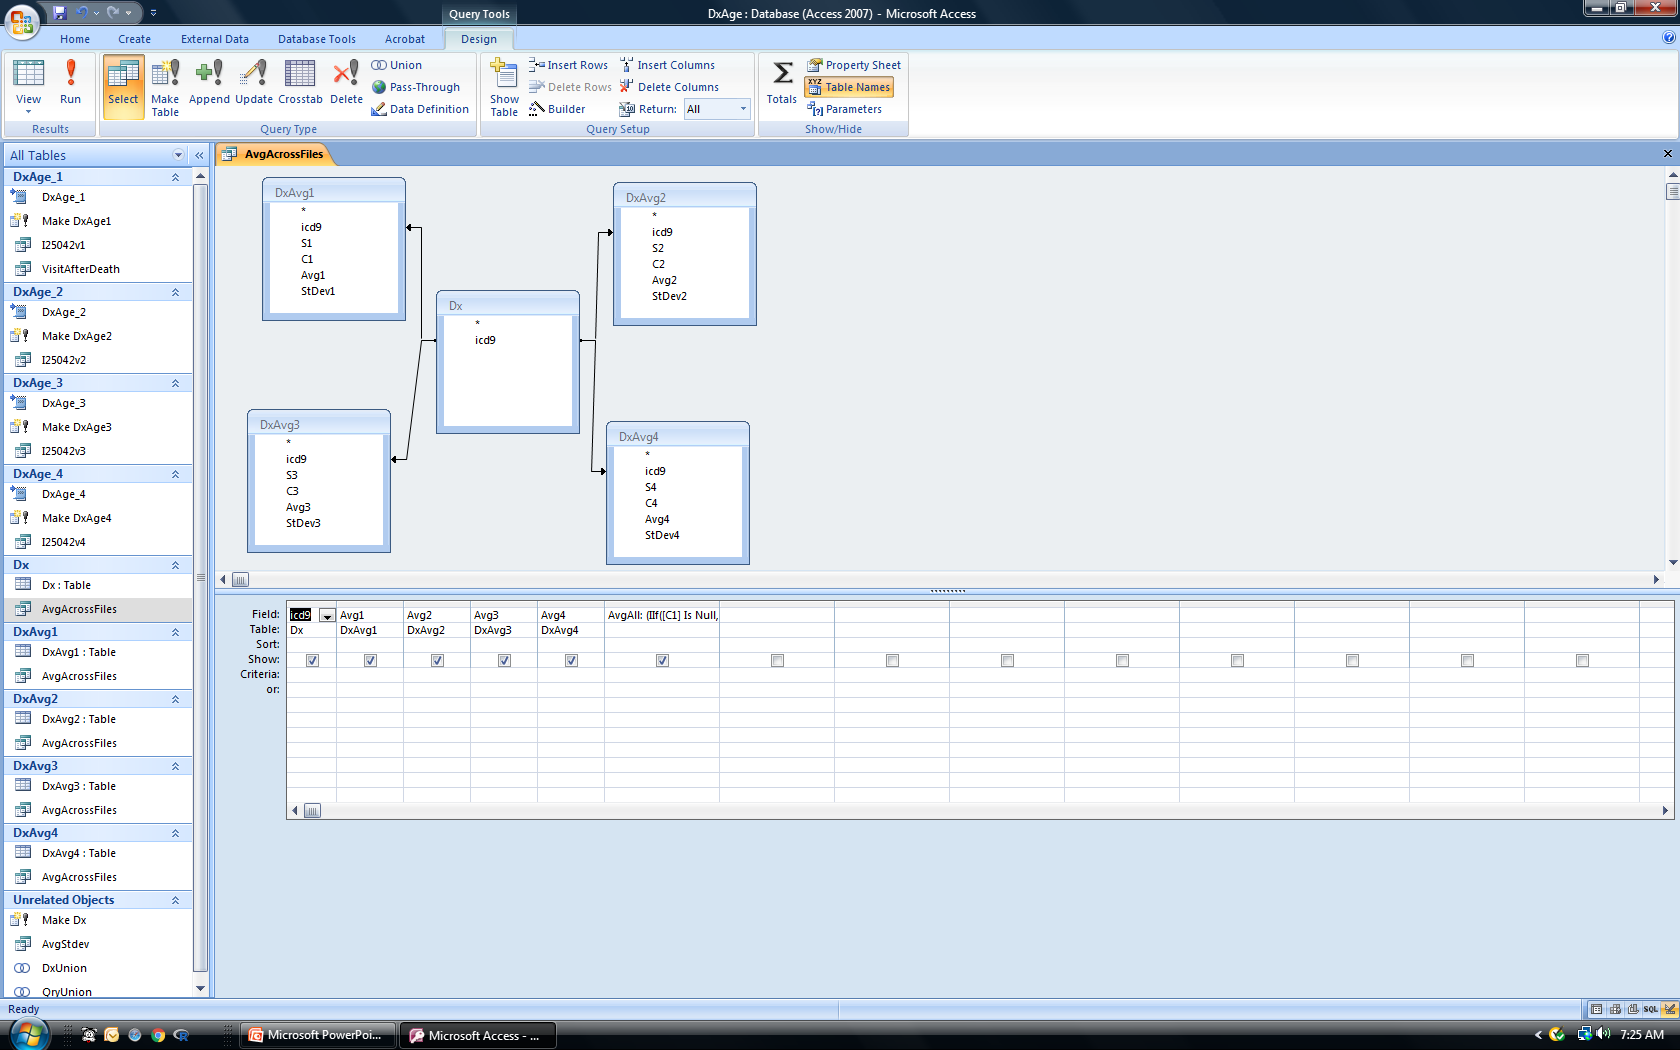 Query Tools
DxAge : Database (Access 2007) - Microsoft Access
Home Create External Data Database Tools Acrobat Design
View Run
Results
Select Make Table Append Update Crosstab Delete
Union
Pass-Through
Data Definition
Query Type
Show Table
Insert Rows
Delete Rows
Builder
Insert Columns
Delete Columns
Return: All
Query Setup
Totals
Property Sheet
Table Names
Parameters
Show/Hide
All Tables
DxAge_1
DxAge_1
Make DxAge1
I25042v1
VisitAfterDeath
DxAge_2
DxAge_2
Make DxAge2
I25042v2
DxAge_3
DxAge_3
Make DxAge3
I25042v3
DxAge_4
DxAge_4
Make DxAge4
I25042v4
Dx
Dx : Table
AvgAcrossFiles
DxAvg1
DxAvg1 : Table
AvgAcrossFiles
DxAvg2
DxAvg2 : Table
AvgAcrossFiles
DxAvg3
DxAvg3 : Table
AvgAcrossFiles
DxAvg4
DxAvg4 : Table
AvgAcrossFiles
Unrelated Objects
Make Dx
AvgStdev
DxUnion
QryUnion
AvgAcrossFiles
DxAvg1
*
icd9
S1
C1
Avg1
StDev1
DxAvg2
*
icd9
S2
C2
Avg2
StDev2
Dx
*
icd9
DxAvg3
*
icd9
S3
C3
Avg3
StDev3
DxAvg4
*
icd9
S4
C4
Avg4
StDev4
Field: icd9 Avg1 Avg2 Avg3 Avg4 AvgAll: (IIf([C1] Is Null,
Table: Dx DxAvg1 DxAvg2 DxAvg3 DxAvg4
Sort:
Show:
Criteria:
or:
Ready
SQL
Microsoft PowerPoi...
Microsoft Access - ...
7:25 AM